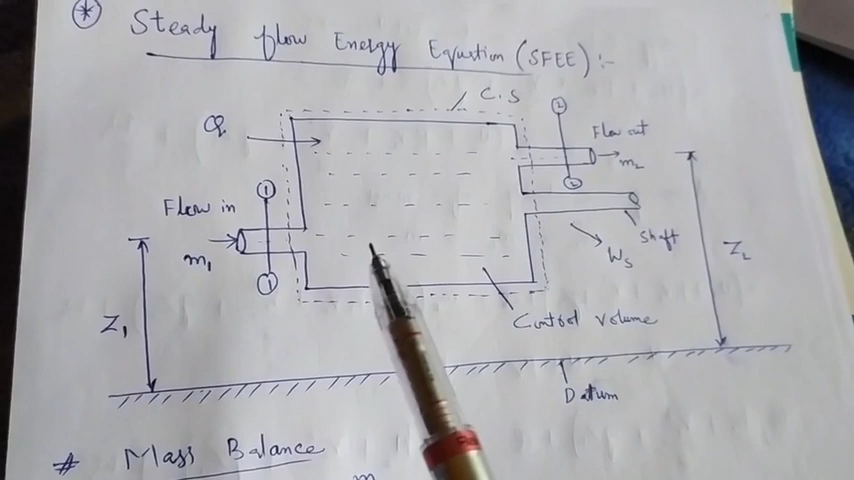 * Steady flow Energy Equation (SFEE) :-
C.S
Q
2
Flow out
m2
2
Flow in
1
m1
1
Shaft
Ws
Z1
Z2
Control Volume
Datum
# Mass Balance
m